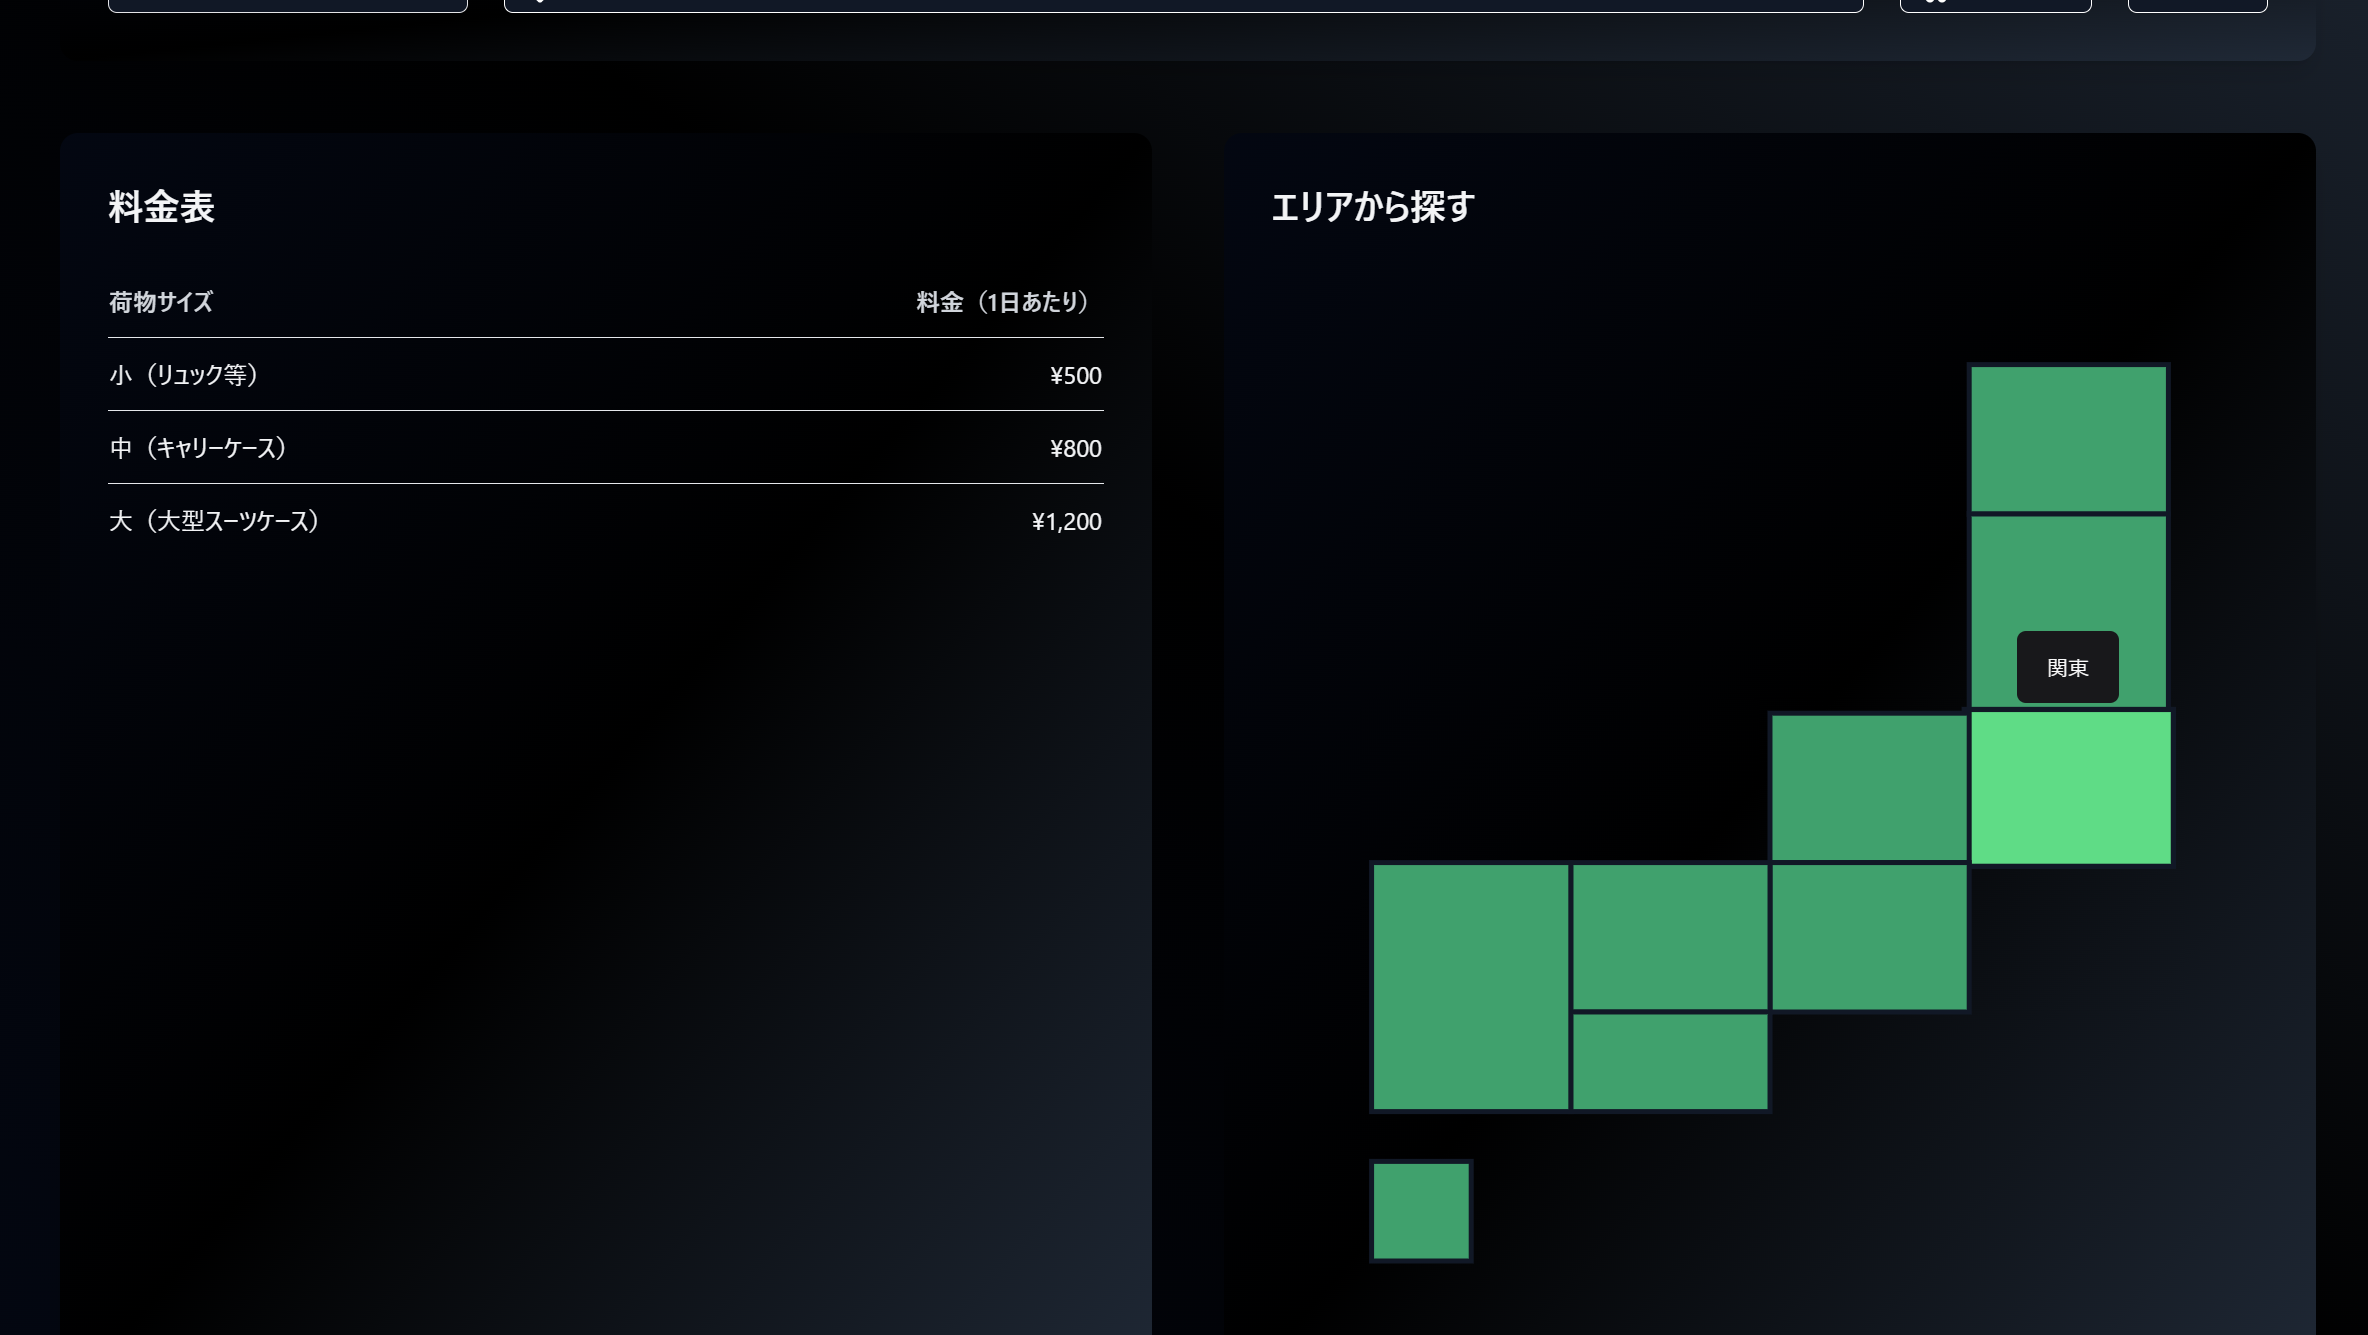 料金表
荷物サイズ 料金（1日あたり）
小（リュック等） ¥500
中（キャリーケース） ¥800
大（大型スーツケース） ¥1,200
エリアから探す
関東